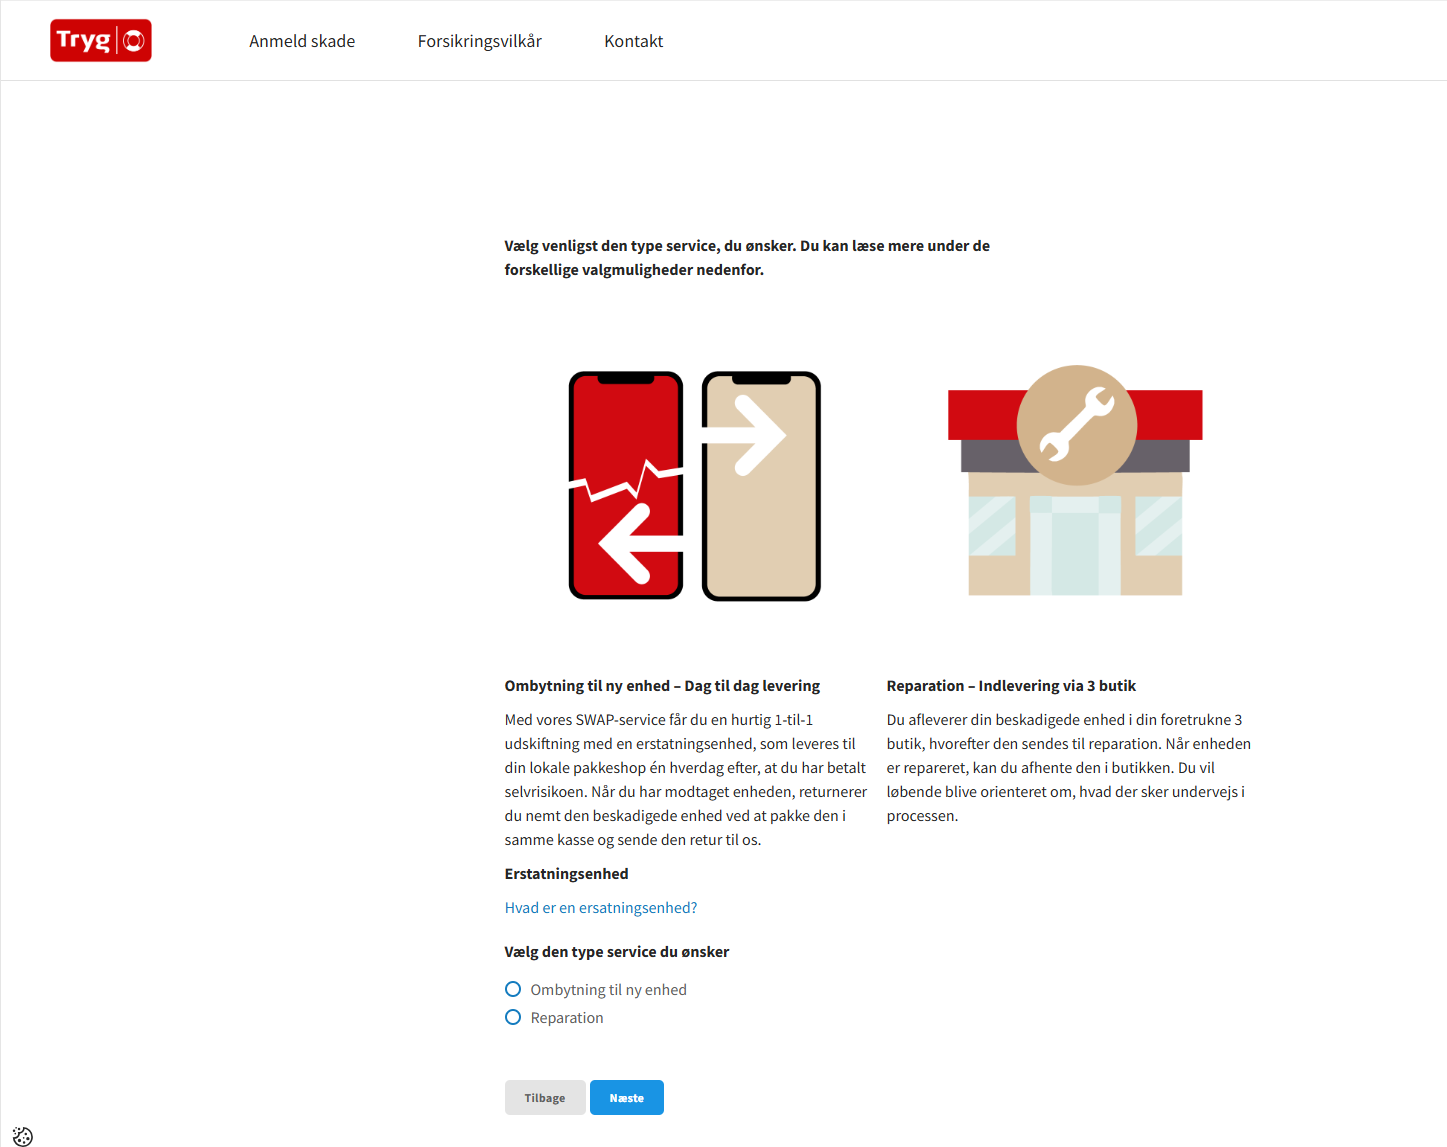 Tryg
Anmeld skade
Forsikringsvilkår
Kontakt
Vælg venligst den type service, du ønsker. Du kan læse mere under de
forskellige valgmuligheder nedenfor.
Ombytning til ny enhed – Dag til dag levering
Med vores SWAP-service får du en hurtig 1-til-1
udskiftning med en erstatningsenhed, som leveres til
din lokale pakkeshop én hverdag efter, at du har betalt
selvrisikoen. Når du har modtaget enheden, returnerer
du nemt den beskadigede enhed ved at pakke den i
samme kasse og sende den retur til os.
Erstatningsenhed
Hvad er en ersatningsenhed?
Reparation – Indlevering via 3 butik
Du afleverer din beskadigede enhed i din foretrukne 3
butik, hvorefter den sendes til reparation. Når enheden
er repareret, kan du afhente den i butikken. Du vil
løbende blive orienteret om, hvad der sker undervejs i
processen.
Vælg den type service du ønsker
Ombytning til ny enhed
Reparation
Tilbage
Næste